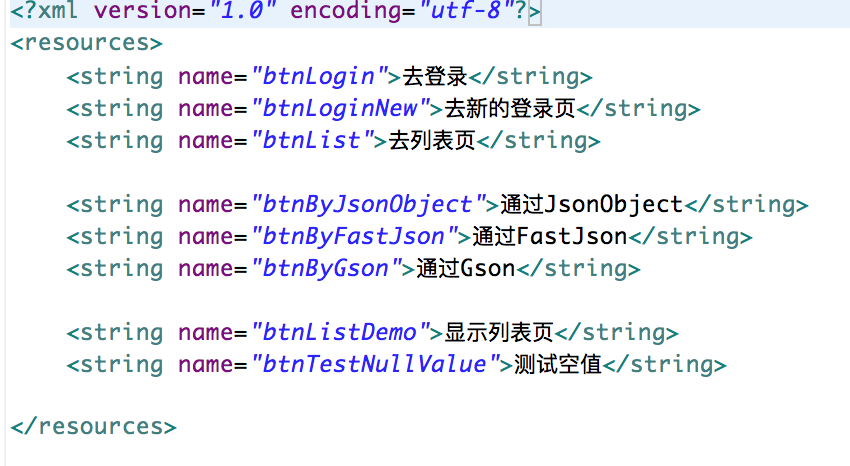 <?xml version="1.0" encoding="utf-8"?>
<resources>
    <string name="btnLogin">去登录</string>
    <string name="btnLoginNew">去新的登录页</string>
    <string name="btnList">去列表页</string>

    <string name="btnByJsonObject">通过JsonObject</string>
    <string name="btnByFastJson">通过FastJson</string>
    <string name="btnByGson">通过Gson</string>

    <string name="btnListDemo">显示列表页</string>
    <string name="btnTestNullValue">测试空值</string>

</resources>